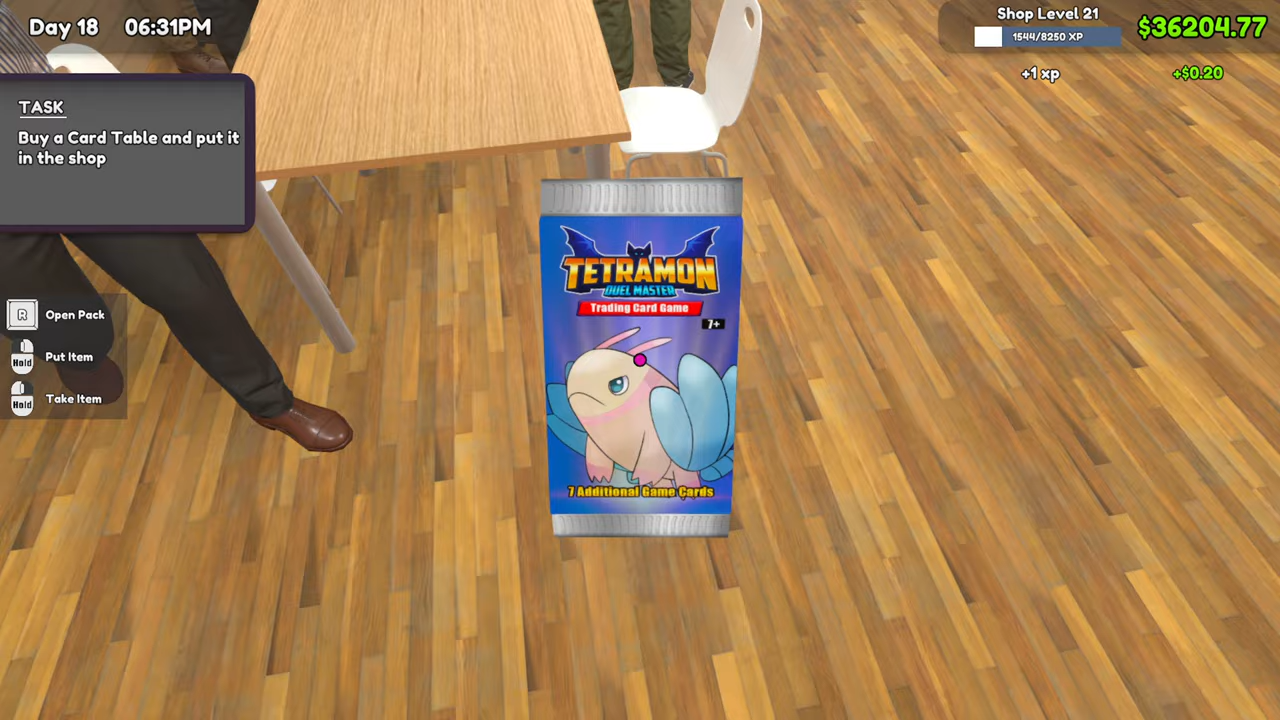 Day 18 06:31PM
Shop Level 21
$36204.77
1544/8250 XP
+1 xp
+$0.20
TASK
Buy a Card Table and put it
in the shop
R Open Pack
Hold Put Item
Hold Take Item
TETRAMON
DUEL MASTER
Trading Card Game
7+
7 Additional Game Cards